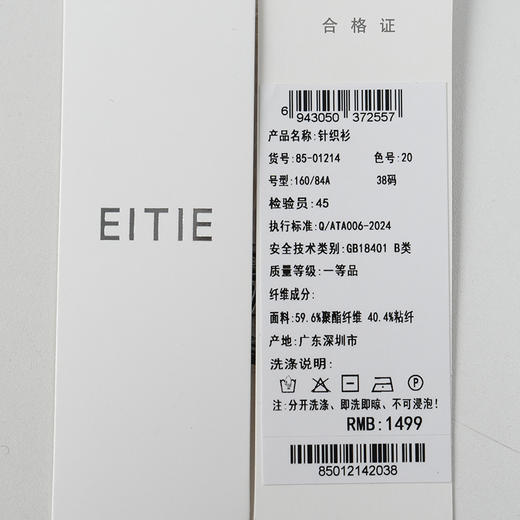 EITIE
合格证
6 943050 372557
产品名称:针织衫
货号:85-01214 色号:20
号型:160/84A 38码
检验员:45
执行标准:Q/ATA006-2024
安全技术类别:GB18401 B类
质量等级:一等品
纤维成分:
面料:59.6%聚酯纤维 40.4%粘纤
产地:广东深圳市
洗涤说明:
注:分开洗涤、即洗即晾、不可浸泡!
RMB:1499
85012142038